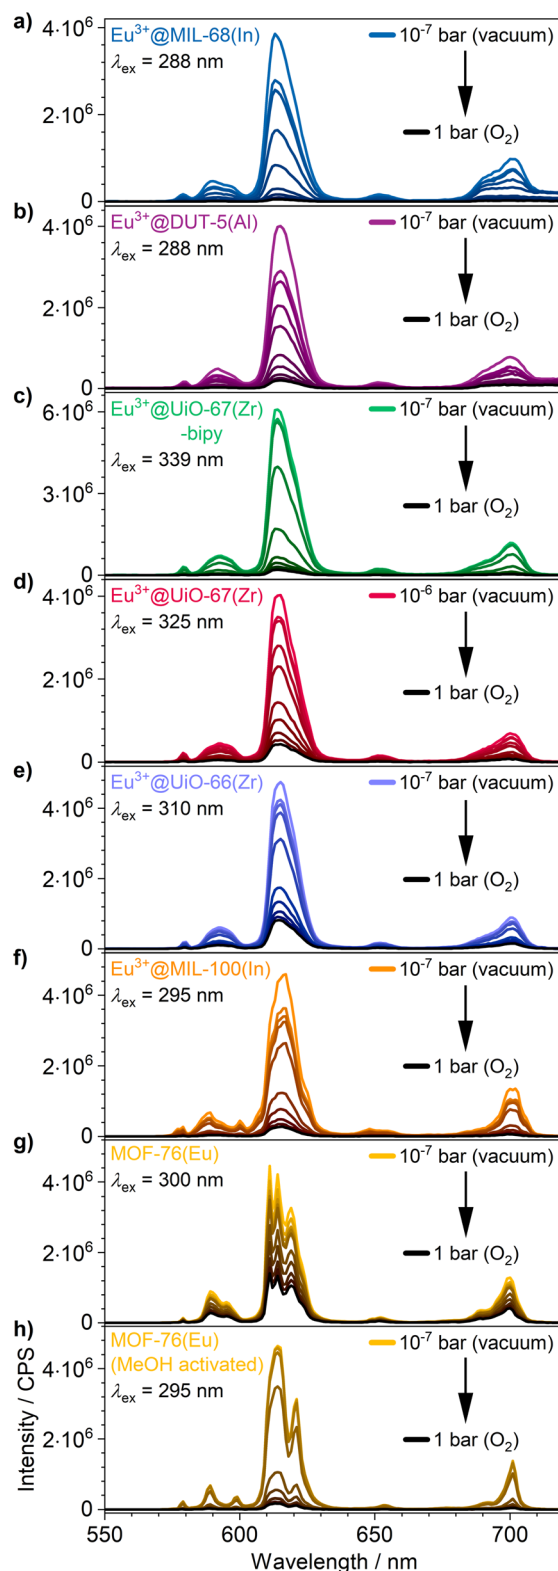 a)
Eu³⁺@MIL-68(In)
λex = 288 nm
10⁻⁷ bar (vacuum)
1 bar (O₂)
4·10⁶
2·10⁶
0
b)
Eu³⁺@DUT-5(Al)
λex = 288 nm
10⁻⁷ bar (vacuum)
1 bar (O₂)
4·10⁶
2·10⁶
0
c)
Eu³⁺@UiO-67(Zr)
-bipy
λex = 339 nm
10⁻⁷ bar (vacuum)
1 bar (O₂)
6·10⁶
3·10⁶
0
d)
Eu³⁺@UiO-67(Zr)
λex = 325 nm
10⁻⁶ bar (vacuum)
1 bar (O₂)
4·10⁶
2·10⁶
0
e)
Eu³⁺@UiO-66(Zr)
λex = 310 nm
10⁻⁷ bar (vacuum)
1 bar (O₂)
4·10⁶
2·10⁶
0
f)
Eu³⁺@MIL-100(In)
λex = 295 nm
10⁻⁷ bar (vacuum)
1 bar (O₂)
4·10⁶
2·10⁶
0
g)
MOF-76(Eu)
λex = 300 nm
10⁻⁷ bar (vacuum)
1 bar (O₂)
4·10⁶
2·10⁶
0
h)
MOF-76(Eu)
(MeOH activated)
λex = 295 nm
10⁻⁷ bar (vacuum)
1 bar (O₂)
4·10⁶
2·10⁶
0
Intensity / CPS
550 600 650 700
Wavelength / nm